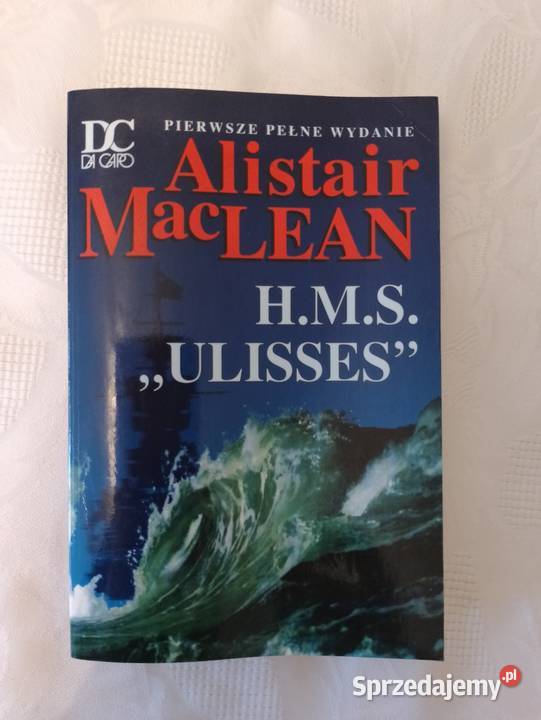 PIERWSZE PEŁNE WYDANIE
DC
DA CAPO
Alistair
MacLEAN
H.M.S.
„ULISSES”
Sprzedajemy.pl